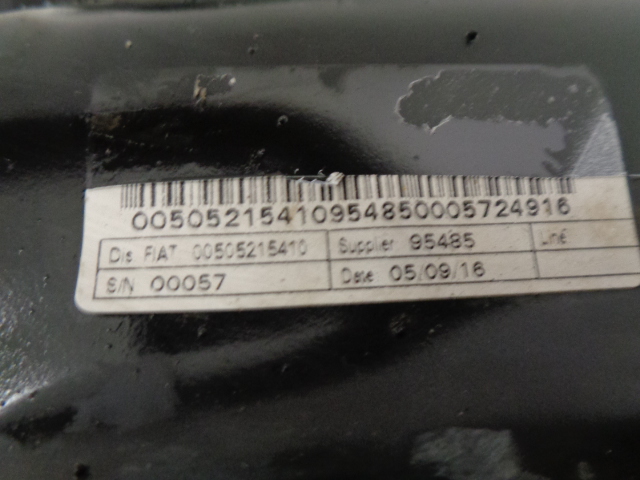 00505215410954850005724916
Dis. FIAT 00505215410 Supplier 95485 Line
S/N 00057 Date 05/09/16